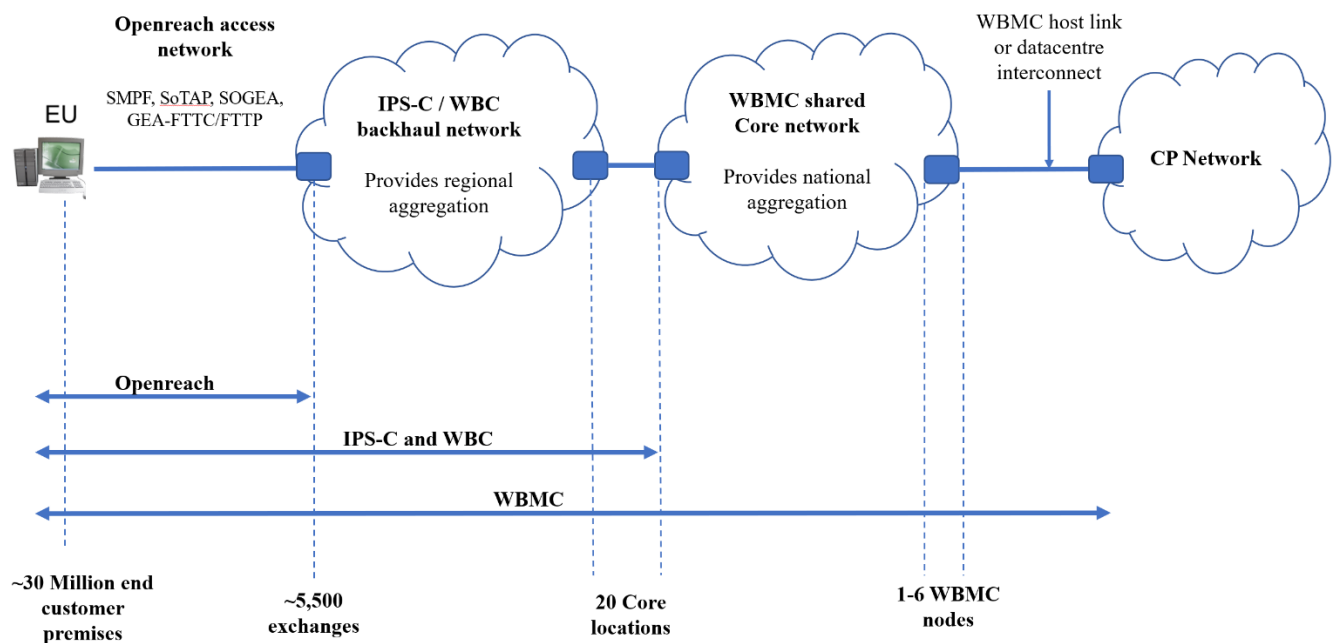 Openreach access
network
SMPF, SoTAP, SOGEA,
GEA-FTTC/FTTP
EU
IPS-C / WBC
backhaul network
Provides regional
aggregation
WBMC shared
Core network
Provides national
aggregation
WBMC host link
or datacentre
interconnect
CP Network
Openreach
IPS-C and WBC
WBMC
~30 Million end
customer
premises
~5,500
exchanges
20 Core
locations
1-6 WBMC
nodes